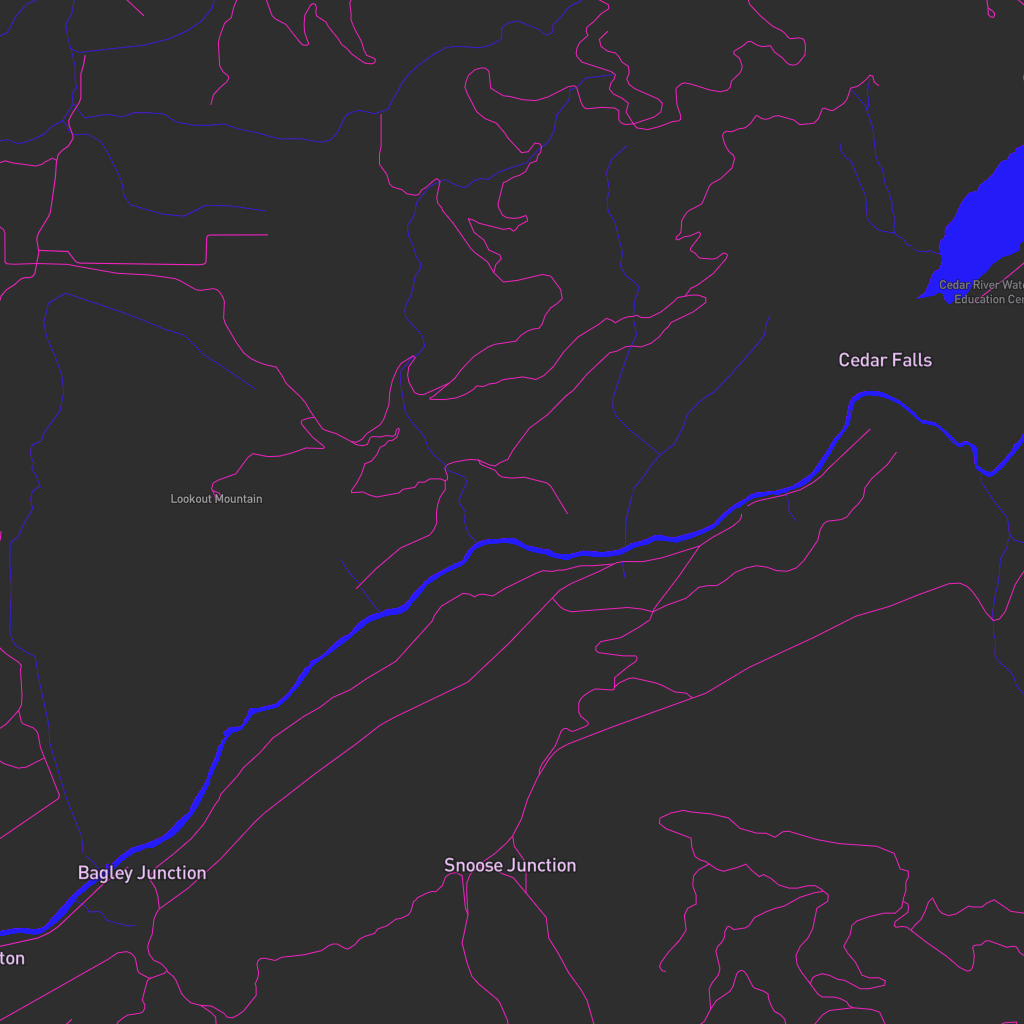 Cedar River Wate
Education Cen
Cedar Falls
Lookout Mountain
Snoose Junction
Bagley Junction
ton